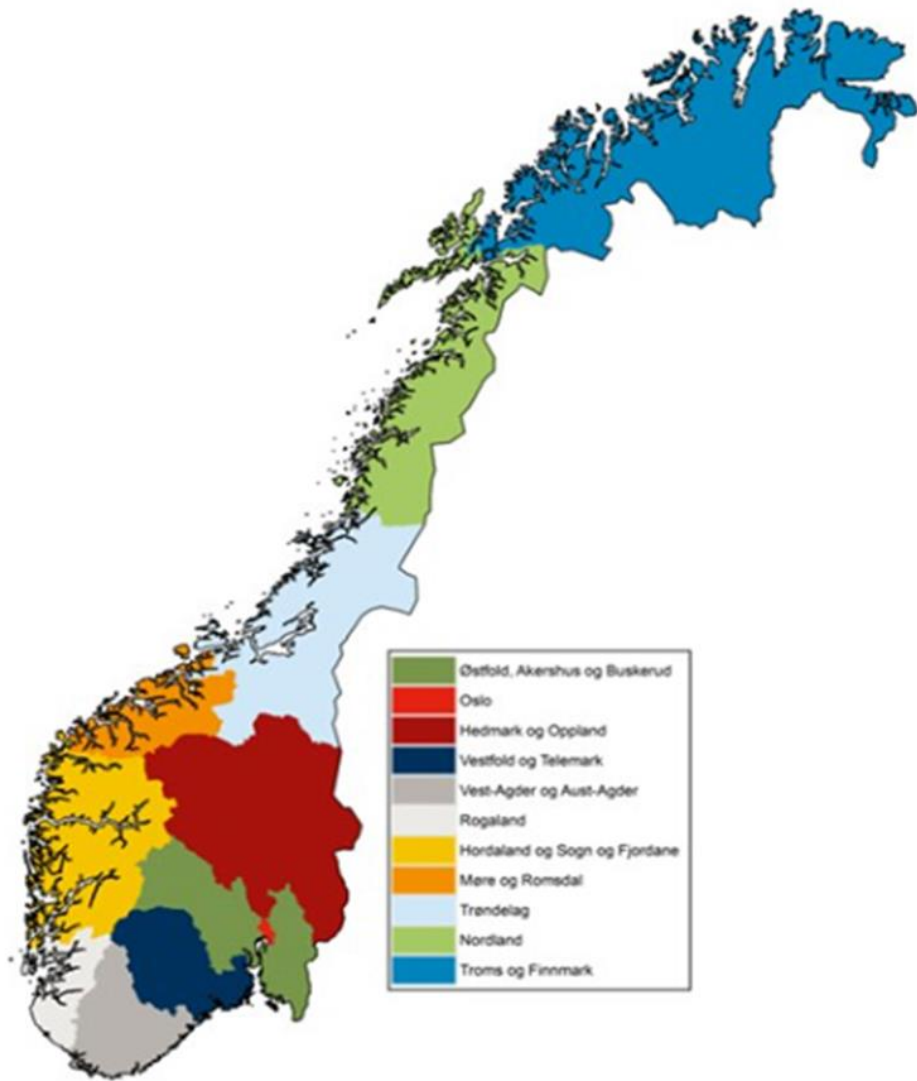 Østfold, Akershus og Buskerud
Oslo
Hedmark og Oppland
Vestfold og Telemark
Vest-Agder og Aust-Agder
Rogaland
Hordaland og Sogn og Fjordane
Møre og Romsdal
Trøndelag
Nordland
Troms og Finnmark